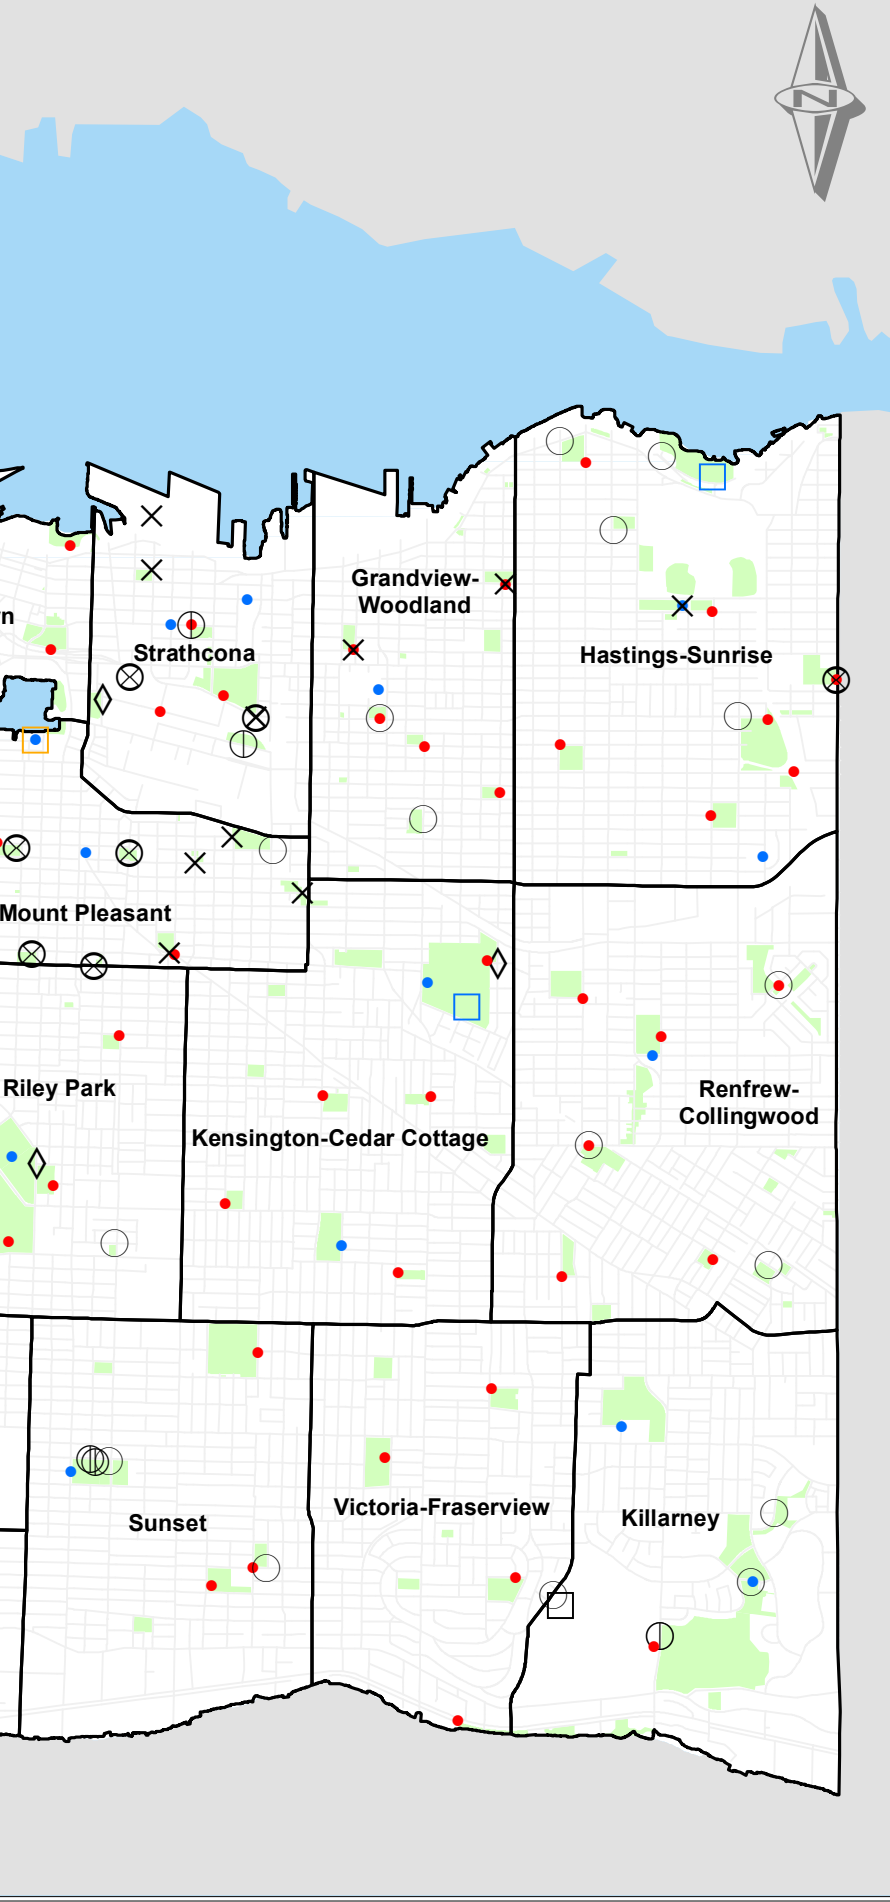 N
Grandview-
Woodland
n
Strathcona
Hastings-Sunrise
Mount Pleasant
Riley Park
Renfrew-
Collingwood
Kensington-Cedar Cottage
Victoria-Fraserview
Killarney
Sunset